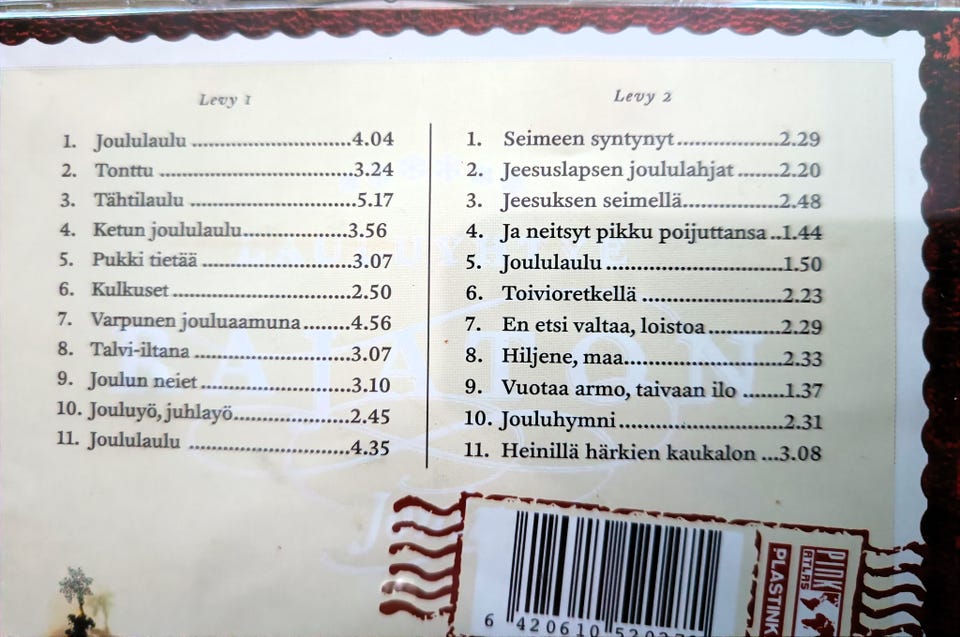 Levy 1
1. Joululaulu ............................4.04
2. Tonttu ..................................3.24
3. Tähtilaulu .............................5.17
4. Ketun joululaulu..................3.56
5. Pukki tietää ..........................3.07
6. Kulkuset ...............................2.50
7. Varpunen jouluaamuna........4.56
8. Talvi-iltana ...........................3.07
9. Joulun neiet ..........................3.10
10. Jouluyö, juhlayö....................2.45
11. Joululaulu ............................4.35
Levy 2
1. Seimeen syntynyt..................2.29
2. Jeesuslapsen joululahjat .......2.20
3. Jeesuksen seimellä.................2.48
4. Ja neitsyt pikku poijuttansa ..1.44
5. Joululaulu ..............................1.50
6. Toivioretkellä ........................2.23
7. En etsi valtaa, loistoa .............2.29
8. Hiljene, maa...........................2.33
9. Vuotaa armo, taivaan ilo .......1.37
10. Jouluhymni ............................2.31
11. Heinillä härkien kaukalon ...3.08
RAJATON
PINK
ATLAS
PLASTINK
6 420610